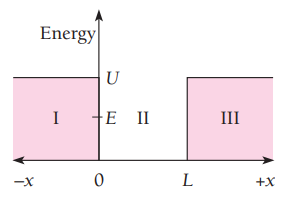 Energy
U
I E II III
–x 0 L +x